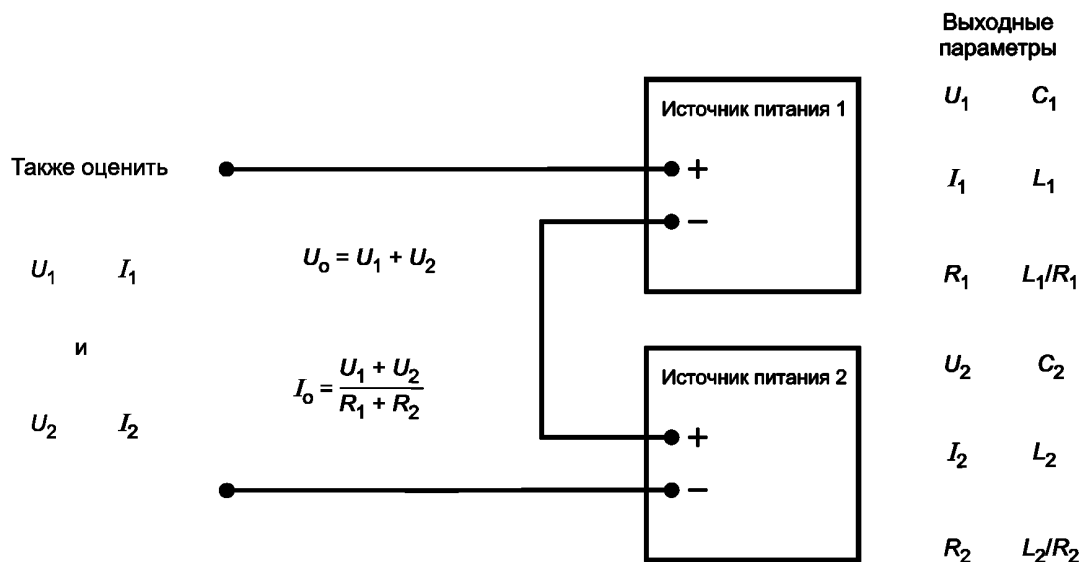 Выходные
параметры
Источник питания 1
U₁ C₁
Также оценить
+
I₁ L₁
–
U₁ I₁
Uₒ = U₁ + U₂
R₁ L₁/R₁
и
Источник питания 2
U₂ C₂
Iₒ = (U₁ + U₂)/(R₁ + R₂)
U₂ I₂
+
I₂ L₂
–
R₂ L₂/R₂